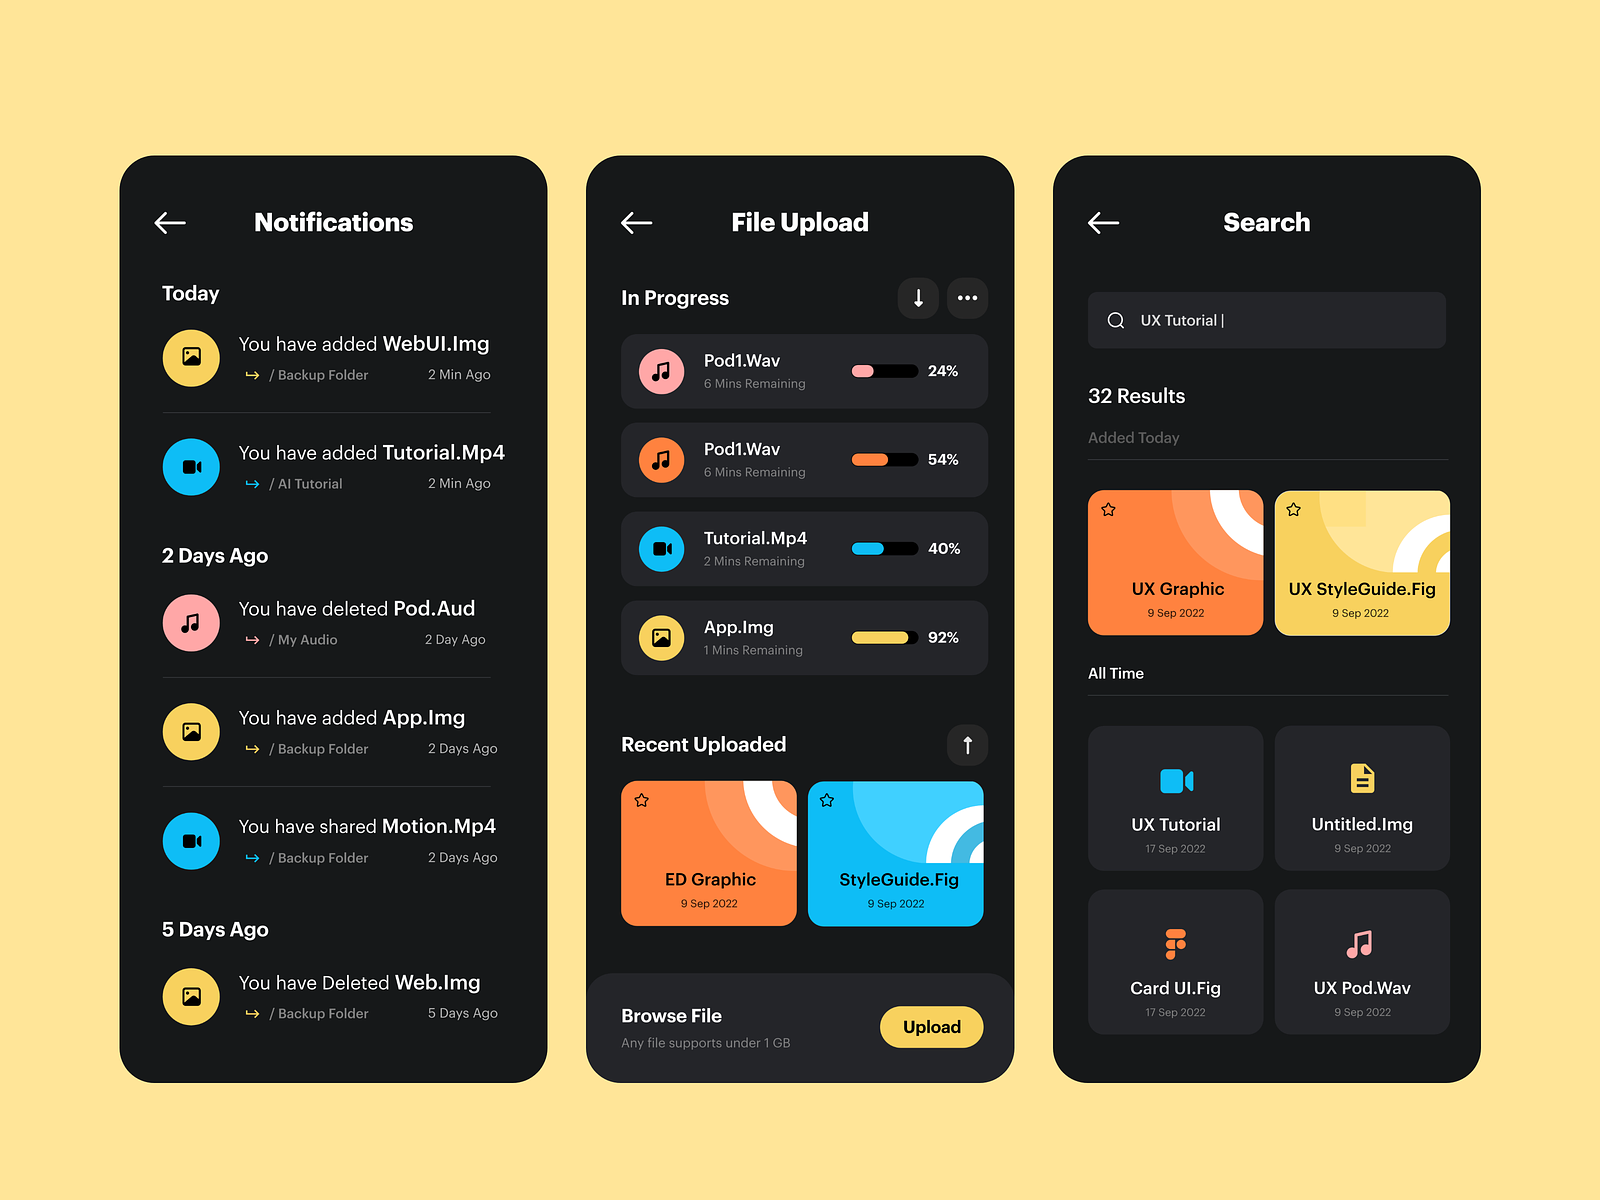 Notifications
Today
You have added WebUI.Img
/ Backup Folder 2 Min Ago
You have added Tutorial.Mp4
/ AI Tutorial 2 Min Ago
2 Days Ago
You have deleted Pod.Aud
/ My Audio 2 Day Ago
You have added App.Img
/ Backup Folder 2 Days Ago
You have shared Motion.Mp4
/ Backup Folder 2 Days Ago
5 Days Ago
You have Deleted Web.Img
/ Backup Folder 5 Days Ago
File Upload
In Progress
Pod1.Wav
6 Mins Remaining
24%
Pod1.Wav
6 Mins Remaining
54%
Tutorial.Mp4
2 Mins Remaining
40%
App.Img
1 Mins Remaining
92%
Recent Uploaded
ED Graphic
9 Sep 2022
StyleGuide.Fig
9 Sep 2022
Browse File
Any file supports under 1 GB
Upload
Search
UX Tutorial |
32 Results
Added Today
UX Graphic
9 Sep 2022
UX StyleGuide.Fig
9 Sep 2022
All Time
UX Tutorial
17 Sep 2022
Untitled.Img
9 Sep 2022
Card UI.Fig
17 Sep 2022
UX Pod.Wav
9 Sep 2022